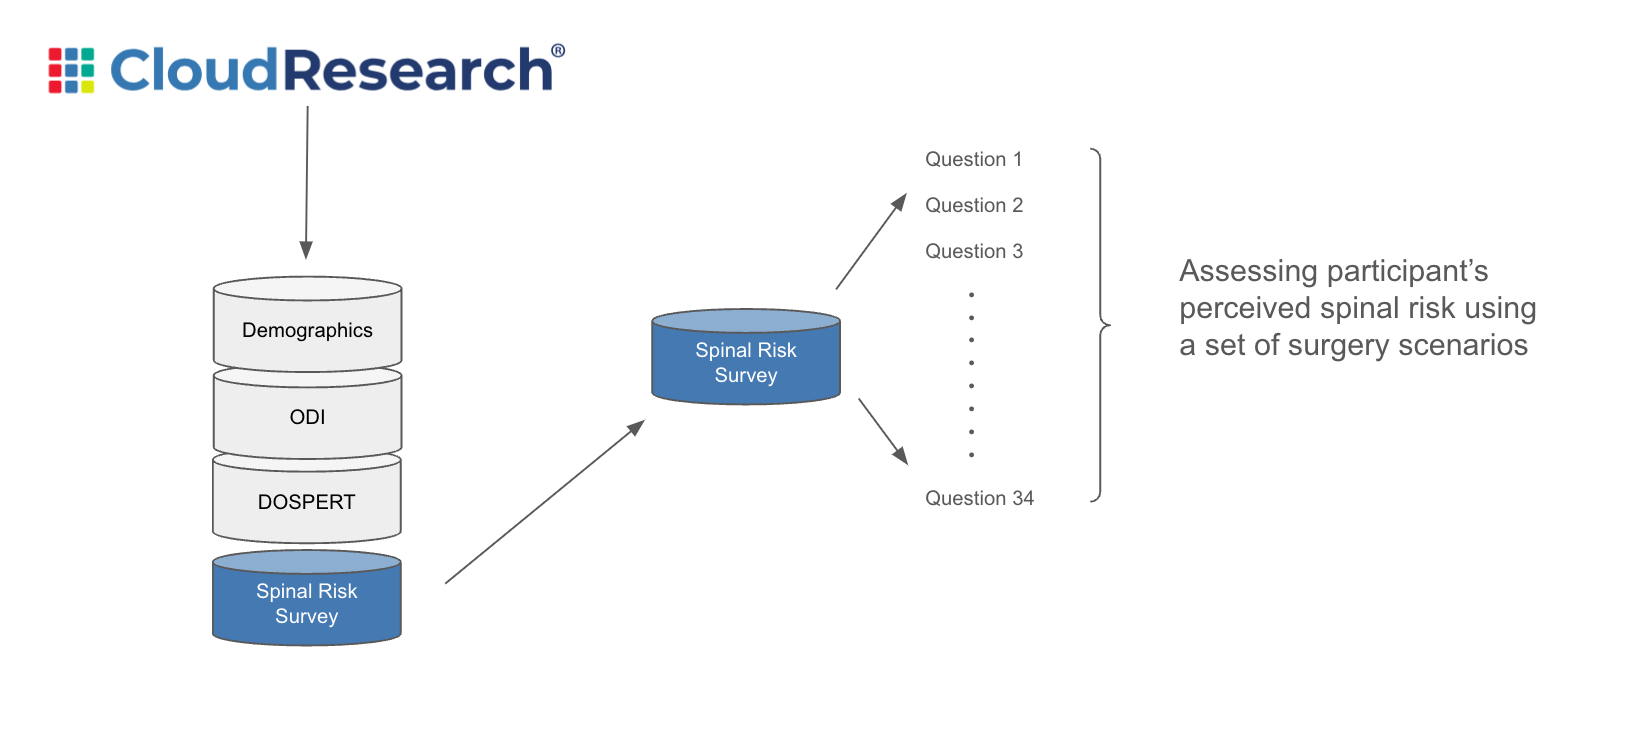 CloudResearch®
Demographics
ODI
DOSPERT
Spinal Risk
Survey
Spinal Risk
Survey
Question 1
Question 2
Question 3
Question 34
Assessing participant’s
perceived spinal risk using
a set of surgery scenarios